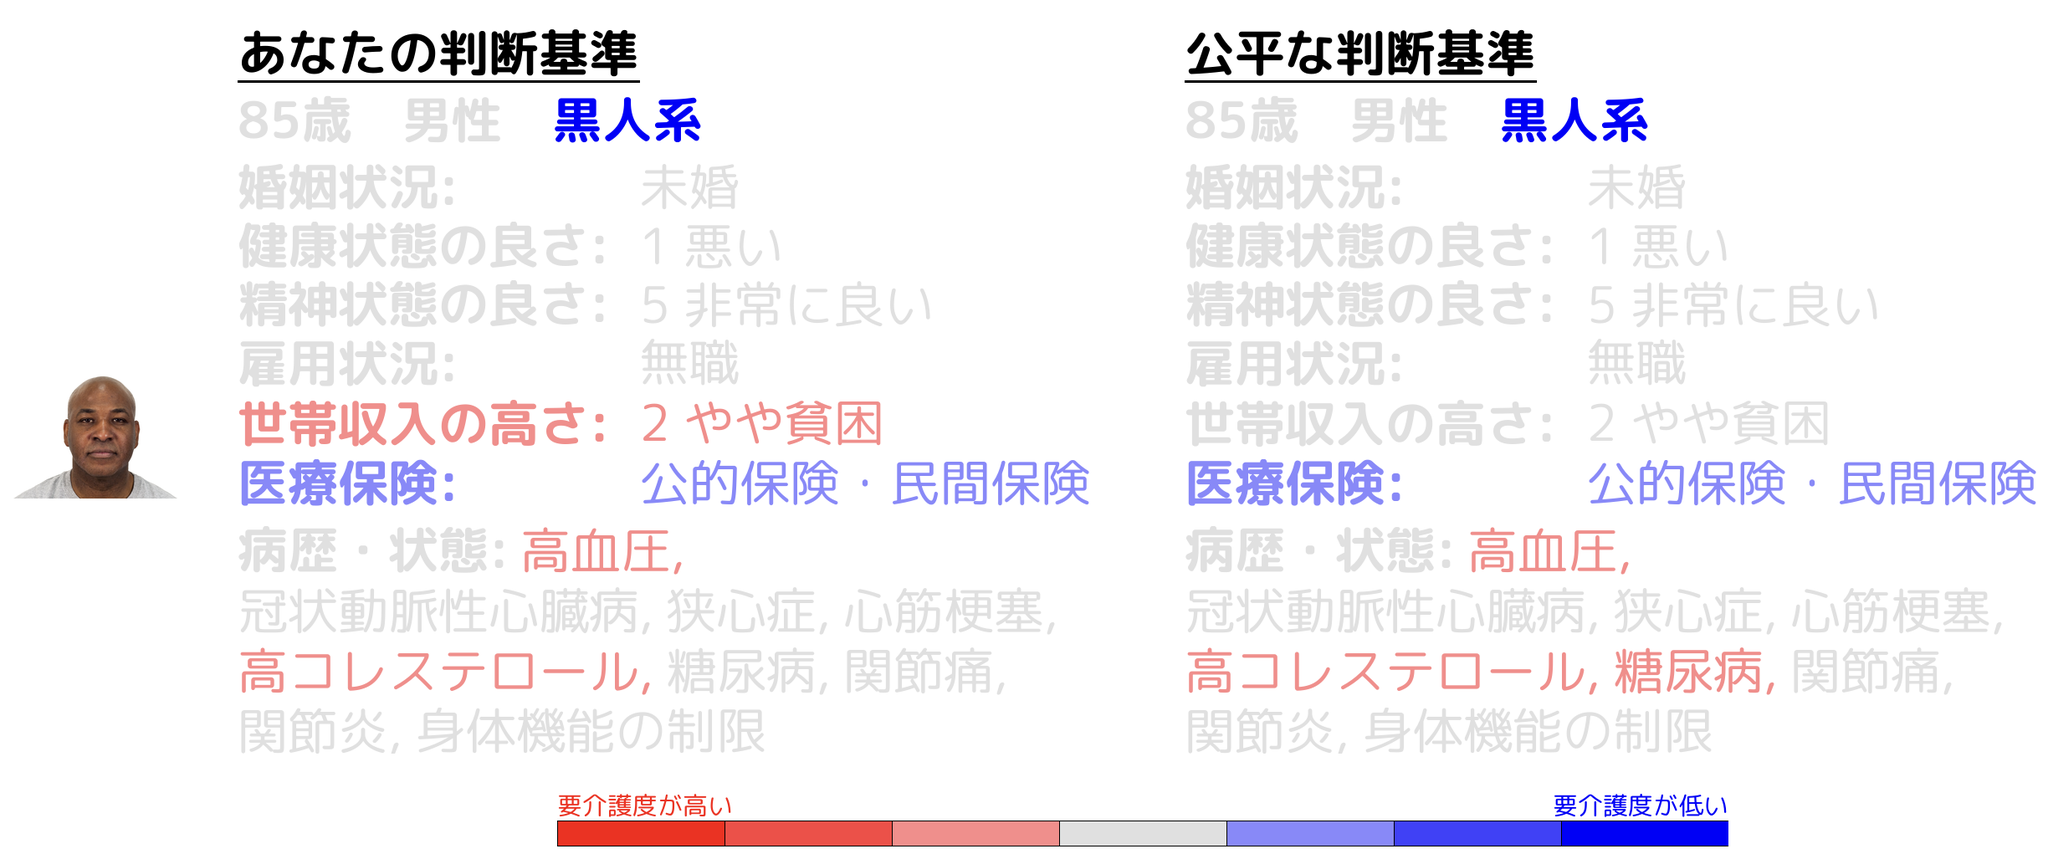 あなたの判断基準
85歳 男性 黒人系
婚姻状況: 未婚
健康状態の良さ: 1 悪い
精神状態の良さ: 5 非常に良い
雇用状況: 無職
世帯収入の高さ: 2 やや貧困
医療保険: 公的保険・民間保険
病歴・状態: 高血圧,
冠状動脈性心臓病, 狭心症, 心筋梗塞,
高コレステロール, 糖尿病, 関節痛,
関節炎, 身体機能の制限
公平な判断基準
85歳 男性 黒人系
婚姻状況: 未婚
健康状態の良さ: 1 悪い
精神状態の良さ: 5 非常に良い
雇用状況: 無職
世帯収入の高さ: 2 やや貧困
医療保険: 公的保険・民間保険
病歴・状態: 高血圧,
冠状動脈性心臓病, 狭心症, 心筋梗塞,
高コレステロール, 糖尿病, 関節痛,
関節炎, 身体機能の制限
要介護度が高い 要介護度が低い